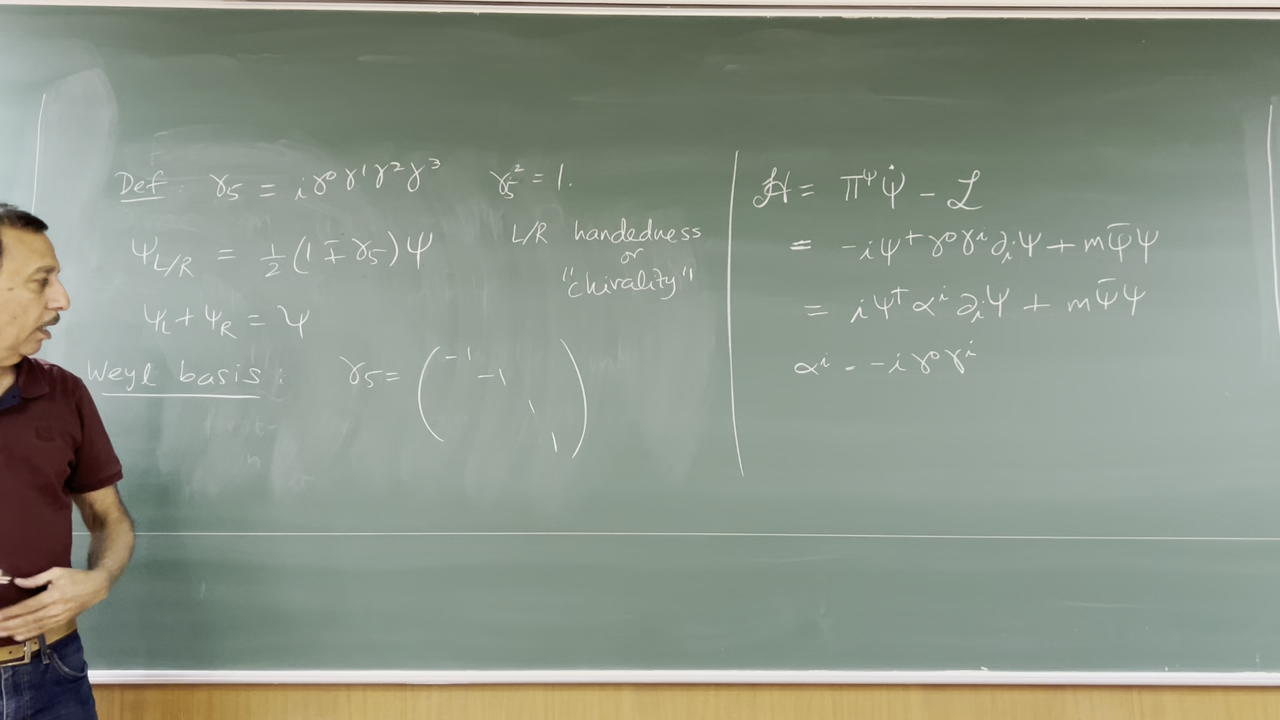 Def: γ5 = iγ⁰γ¹γ²γ³ γ5² = 1.
ψL/R = ½(1 ∓ γ5)ψ
L/R handedness
or
"chirality"
ψL + ψR = ψ
Weyl basis: γ5 = ( -1 -1 1 1 )
ℋ = Πᴪψ̇ - ℒ
= -iψ†γ⁰γⁱ∂ᵢψ + mψ̄ψ
= iψ†αⁱ∂ᵢψ + mψ̄ψ
αⁱ = -iγ⁰γⁱ